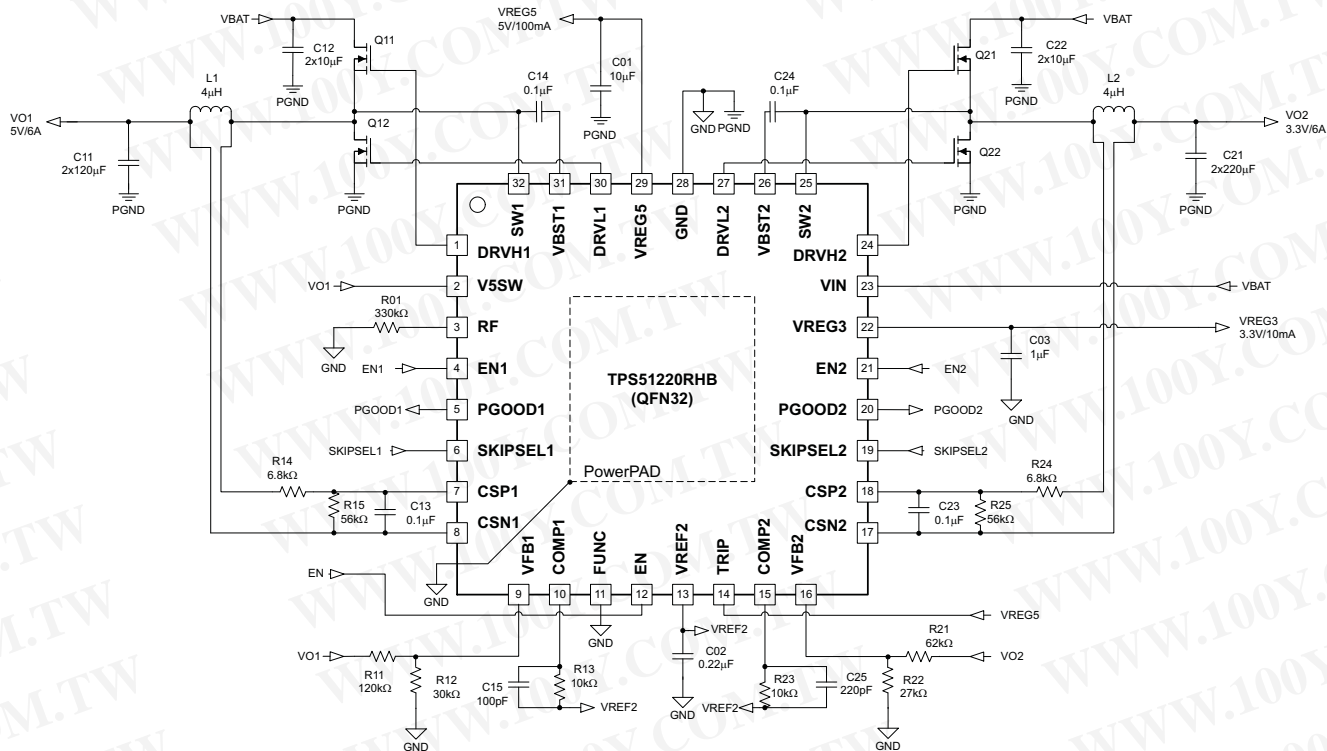 VBAT
VREG5
5V/100mA
VBAT
Q11
C12
2x10µF
PGND
C01
10µF
PGND
Q21
C22
2x10µF
PGND
L1
4µH
C14
0.1µF
C24
0.1µF
L2
4µH
GND
PGND
VO1
5V/6A
VO2
3.3V/6A
Q12
Q22
C11
2x120µF
PGND
PGND
PGND
C21
2x220µF
PGND
32 31 30 29 28 27 26 25
SW1
VBST1
DRVL1
VREG5
GND
DRVL2
VBST2
SW2
1
DRVH1
DRVH2
24
VO1
2
V5SW
VIN
23
VBAT
R01
330kΩ
GND
3
RF
VREG3
22
VREG3
3.3V/10mA
C03
1µF
GND
EN1
4
EN1
EN2
21
EN2
TPS51220RHB
(QFN32)
PGOOD1
5
PGOOD1
PGOOD2
20
PGOOD2
SKIPSEL1
6
SKIPSEL1
SKIPSEL2
19
SKIPSEL2
PowerPAD
R14
6.8kΩ
7
CSP1
CSP2
18
R24
6.8kΩ
R15
56kΩ
C13
0.1µF
C23
0.1µF
R25
56kΩ
8
CSN1
CSN2
17
VFB1
COMP1
FUNC
EN
VREF2
TRIP
COMP2
VFB2
EN
GND
9 10 11 12 13 14 15 16
GND
VREG5
VREF2
VO1
R11
120kΩ
R12
30kΩ
GND
C15
100pF
R13
10kΩ
VREF2
C02
0.22µF
GND
R23
10kΩ
C25
220pF
VREF2
R21
62kΩ
VO2
R22
27kΩ
GND
WWW.100Y.COM.TW